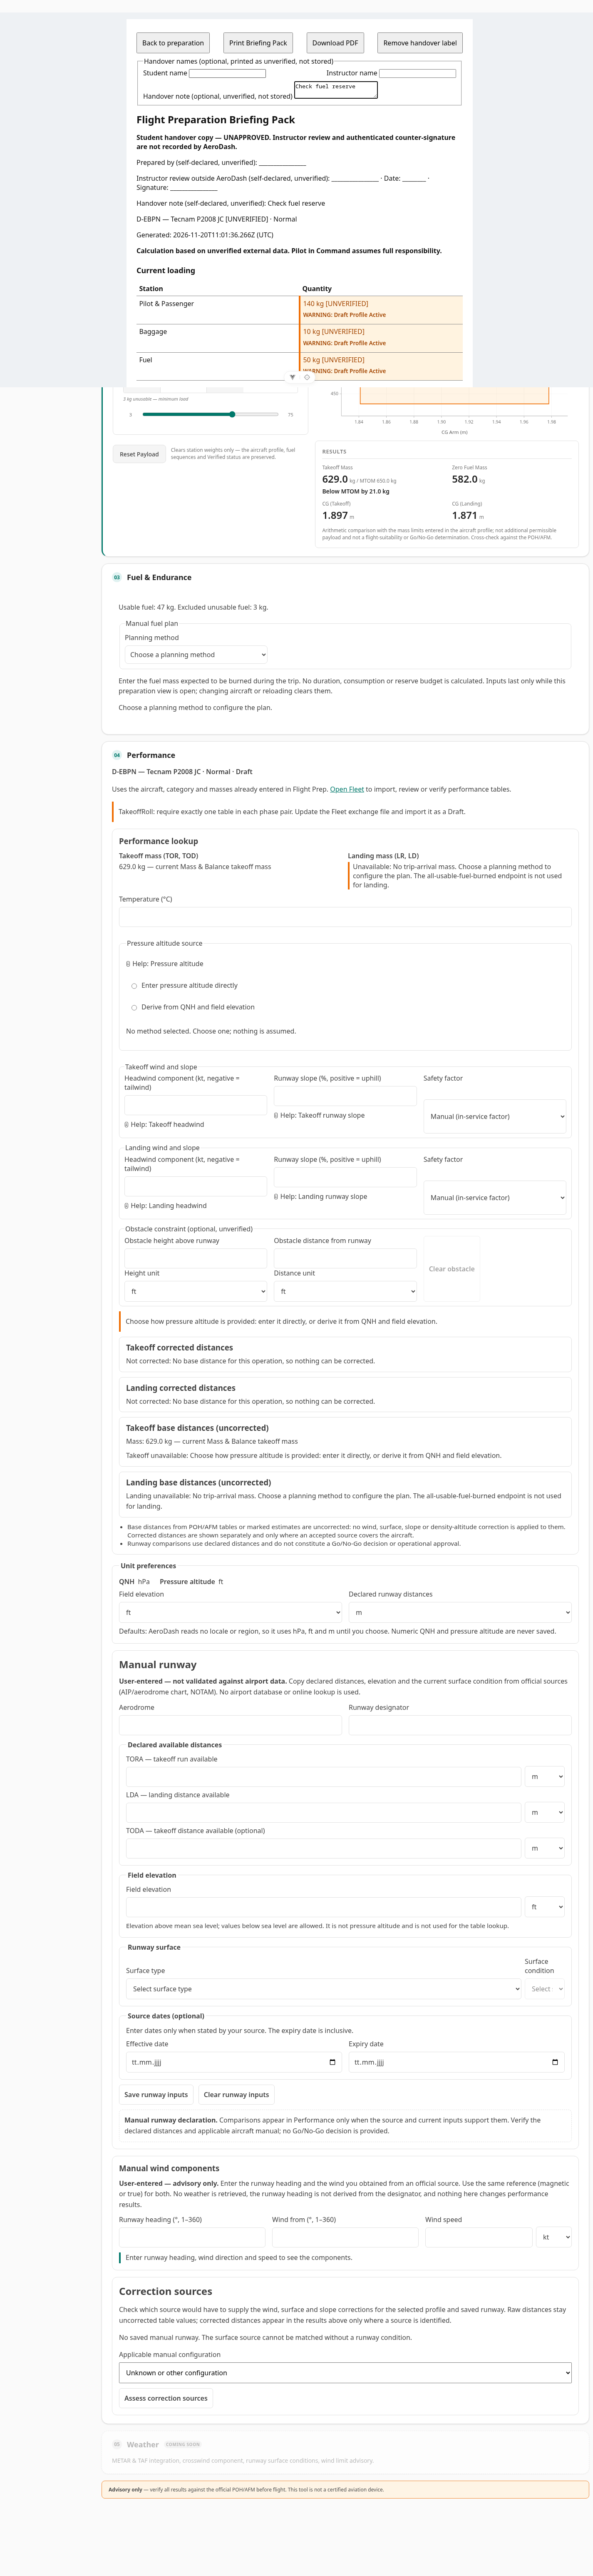 Back to preparation
Print Briefing Pack
Download PDF
Remove handover label
Handover names (optional, printed as unverified, not stored)
Student name
Instructor name
Handover note (optional, unverified, not stored)
Check fuel reserve
Flight Preparation Briefing Pack
Student handover copy — UNAPPROVED. Instructor review and authenticated counter-signature
are not recorded by AeroDash.
Prepared by (self-declared, unverified): ________________
Instructor review outside AeroDash (self-declared, unverified): ________________ · Date: ________ ·
Signature: ________________
Handover note (self-declared, unverified): Check fuel reserve
D-EBPN — Tecnam P2008 JC [UNVERIFIED] · Normal
Generated: 2026-11-20T11:01:36.266Z (UTC)
Calculation based on unverified external data. Pilot in Command assumes full responsibility.
Current loading
Station Quantity
Pilot & Passenger 140 kg [UNVERIFIED]
WARNING: Draft Profile Active
Baggage 10 kg [UNVERIFIED]
WARNING: Draft Profile Active
Fuel 50 kg [UNVERIFIED]
WARNING: Draft Profile Active
3 kg unusable — minimum load
3 75
Reset Payload
Clears station weights only — the aircraft profile, fuel
sequences and Verified status are preserved.
450
1.84 1.86 1.88 1.90 1.92 1.94 1.96 1.98
CG Arm (m)
RESULTS
Takeoff Mass
629.0 kg / MTOM 650.0 kg
Below MTOM by 21.0 kg
Zero Fuel Mass
582.0 kg
CG (Takeoff)
1.897 m
CG (Landing)
1.871 m
Arithmetic comparison with the mass limits entered in the aircraft profile; not additional permissible
payload and not a flight-suitability or Go/No-Go determination. Cross-check against the POH/AFM.
03 Fuel & Endurance
Usable fuel: 47 kg. Excluded unusable fuel: 3 kg.
Manual fuel plan
Planning method
Choose a planning method
Enter the fuel mass expected to be burned during the trip. No duration, consumption or reserve budget is calculated. Inputs last only while this
preparation view is open; changing aircraft or reloading clears them.
Choose a planning method to configure the plan.
04 Performance
D-EBPN — Tecnam P2008 JC · Normal · Draft
Uses the aircraft, category and masses already entered in Flight Prep. Open Fleet to import, review or verify performance tables.
TakeoffRoll: require exactly one table in each phase pair. Update the Fleet exchange file and import it as a Draft.
Performance lookup
Takeoff mass (TOR, TOD)
629.0 kg — current Mass & Balance takeoff mass
Landing mass (LR, LD)
Unavailable: No trip-arrival mass. Choose a planning method to
configure the plan. The all-usable-fuel-burned endpoint is not used
for landing.
Temperature (°C)
Pressure altitude source
Help: Pressure altitude
Enter pressure altitude directly
Derive from QNH and field elevation
No method selected. Choose one; nothing is assumed.
Takeoff wind and slope
Headwind component (kt, negative =
tailwind)
Help: Takeoff headwind
Runway slope (%, positive = uphill)
Help: Takeoff runway slope
Safety factor
Manual (in-service factor)
Landing wind and slope
Headwind component (kt, negative =
tailwind)
Help: Landing headwind
Runway slope (%, positive = uphill)
Help: Landing runway slope
Safety factor
Manual (in-service factor)
Obstacle constraint (optional, unverified)
Obstacle height above runway
Obstacle distance from runway
Clear obstacle
Height unit
ft
Distance unit
ft
Choose how pressure altitude is provided: enter it directly, or derive it from QNH and field elevation.
Takeoff corrected distances
Not corrected: No base distance for this operation, so nothing can be corrected.
Landing corrected distances
Not corrected: No base distance for this operation, so nothing can be corrected.
Takeoff base distances (uncorrected)
Mass: 629.0 kg — current Mass & Balance takeoff mass
Takeoff unavailable: Choose how pressure altitude is provided: enter it directly, or derive it from QNH and field elevation.
Landing base distances (uncorrected)
Landing unavailable: No trip-arrival mass. Choose a planning method to configure the plan. The all-usable-fuel-burned endpoint is not used
for landing.
• Base distances from POH/AFM tables or marked estimates are uncorrected: no wind, surface, slope or density-altitude correction is applied to them.
Corrected distances are shown separately and only where an accepted source covers the aircraft.
• Runway comparisons use declared distances and do not constitute a Go/No-Go decision or operational approval.
Unit preferences
QNH hPa Pressure altitude ft
Field elevation
ft
Declared runway distances
m
Defaults: AeroDash reads no locale or region, so it uses hPa, ft and m until you choose. Numeric QNH and pressure altitude are never saved.
Manual runway
User-entered — not validated against airport data. Copy declared distances, elevation and the current surface condition from official sources
(AIP/aerodrome chart, NOTAM). No airport database or online lookup is used.
Aerodrome
Runway designator
Declared available distances
TORA — takeoff run available
m
LDA — landing distance available
m
TODA — takeoff distance available (optional)
m
Field elevation
Field elevation
ft
Elevation above mean sea level; values below sea level are allowed. It is not pressure altitude and is not used for the table lookup.
Runway surface
Surface type
Select surface type
Surface
condition
Select
Source dates (optional)
Enter dates only when stated by your source. The expiry date is inclusive.
Effective date
tt.mm.jjjj
Expiry date
tt.mm.jjjj
Save runway inputs
Clear runway inputs
Manual runway declaration. Comparisons appear in Performance only when the source and current inputs support them. Verify the
declared distances and applicable aircraft manual; no Go/No-Go decision is provided.
Manual wind components
User-entered — advisory only. Enter the runway heading and the wind you obtained from an official source. Use the same reference (magnetic
or true) for both. No weather is retrieved, the runway heading is not derived from the designator, and nothing here changes performance
results.
Runway heading (°, 1–360)
Wind from (°, 1–360)
Wind speed
kt
Enter runway heading, wind direction and speed to see the components.
Correction sources
Check which source would have to supply the wind, surface and slope corrections for the selected profile and saved runway. Raw distances stay
uncorrected table values; corrected distances appear in the results above only where a source is identified.
No saved manual runway. The surface source cannot be matched without a runway condition.
Applicable manual configuration
Unknown or other configuration
Assess correction sources
05 Weather COMING SOON
METAR & TAF integration, crosswind component, runway surface conditions, wind limit advisory.
Advisory only — verify all results against the official POH/AFM before flight. This tool is not a certified aviation device.